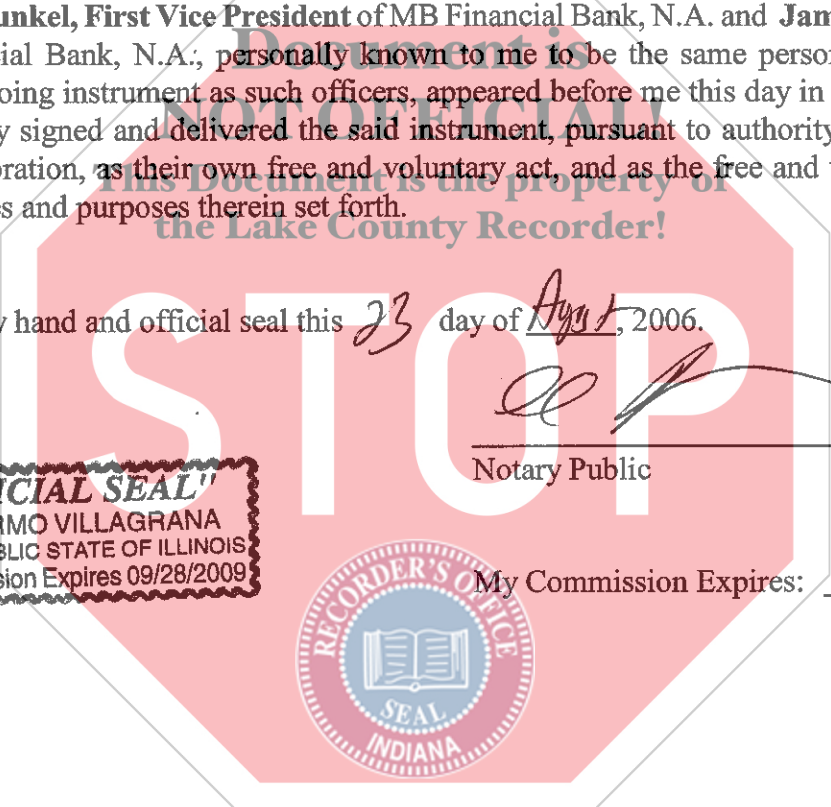 unkel, First Vice President of MB Financial Bank, N.A. and Jan
cial Bank, N.A., personally known to me to be the same person
oing instrument as such officers, appeared before me this day in
y signed and delivered the said instrument, pursuant to authority
oration, as their own free and voluntary act, and as the free and
es and purposes therein set forth.
Document is
NOT OFFICIAL!
This Document is the property of
the Lake County Recorder!
STOP
y hand and official seal this 23 day of August, 2006.
Notary Public
ICIAL SEAL"
RMO VILLAGRANA
BLIC STATE OF ILLINOIS
sion Expires 09/28/2009
My Commission Expires:
RECORDER'S OFFICE
SEAL
INDIANA